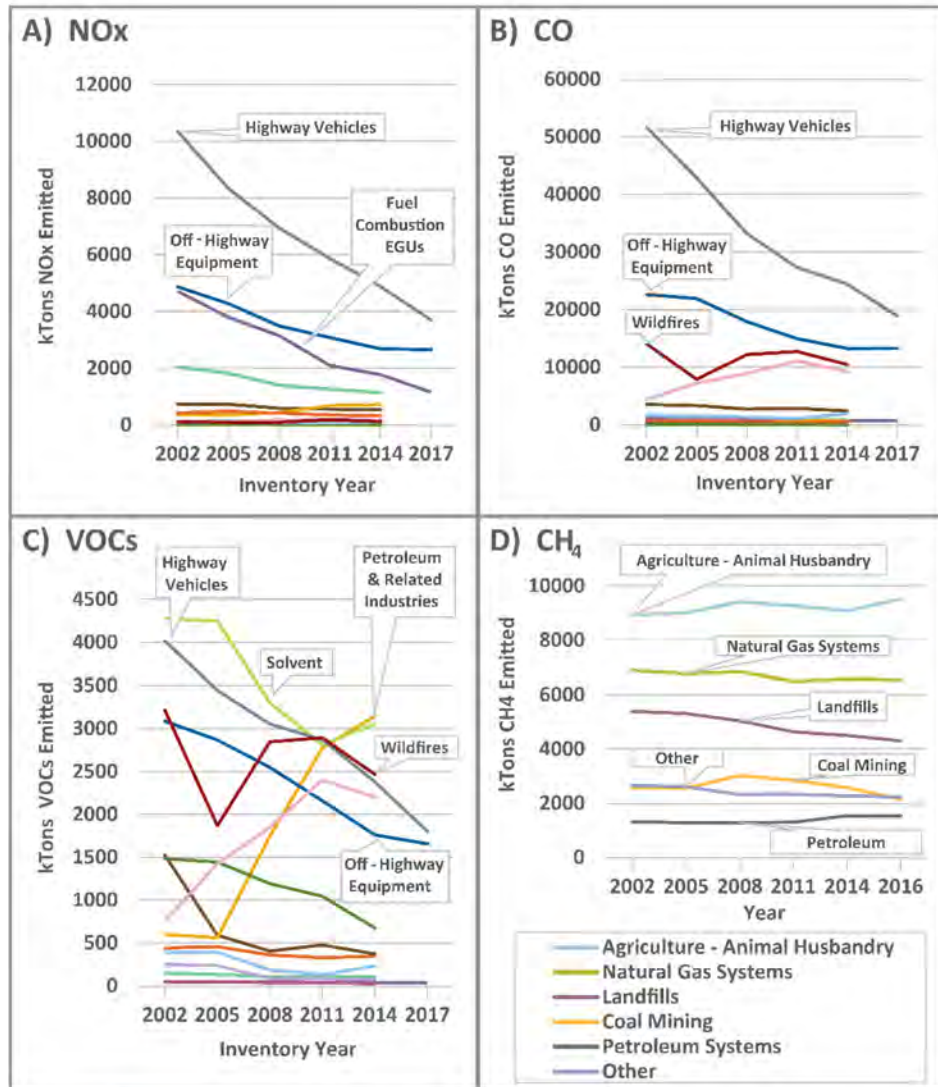 A) NOx
kTons NOx Emitted
12000
10000
8000
6000
4000
2000
0
Highway Vehicles
Fuel
Combustion
EGUs
Off - Highway
Equipment
2002 2005 2008 2011 2014 2017
Inventory Year
B) CO
kTons CO Emitted
60000
50000
40000
30000
20000
10000
0
Highway Vehicles
Off - Highway
Equipment
Wildfires
2002 2005 2008 2011 2014 2017
Inventory Year
C) VOCs
kTons VOCs Emitted
4500
4000
3500
3000
2500
2000
1500
1000
500
0
Highway
Vehicles
Petroleum
& Related
Industries
Solvent
Wildfires
Off - Highway
Equipment
2002 2005 2008 2011 2014 2017
Inventory Year
D) CH4
kTons CH4 Emitted
10000
8000
6000
4000
2000
0
Agriculture - Animal Husbandry
Natural Gas Systems
Landfills
Other
Coal Mining
Petroleum
2002 2005 2008 2011 2014 2016
Year
Agriculture - Animal Husbandry
Natural Gas Systems
Landfills
Coal Mining
Petroleum Systems
Other